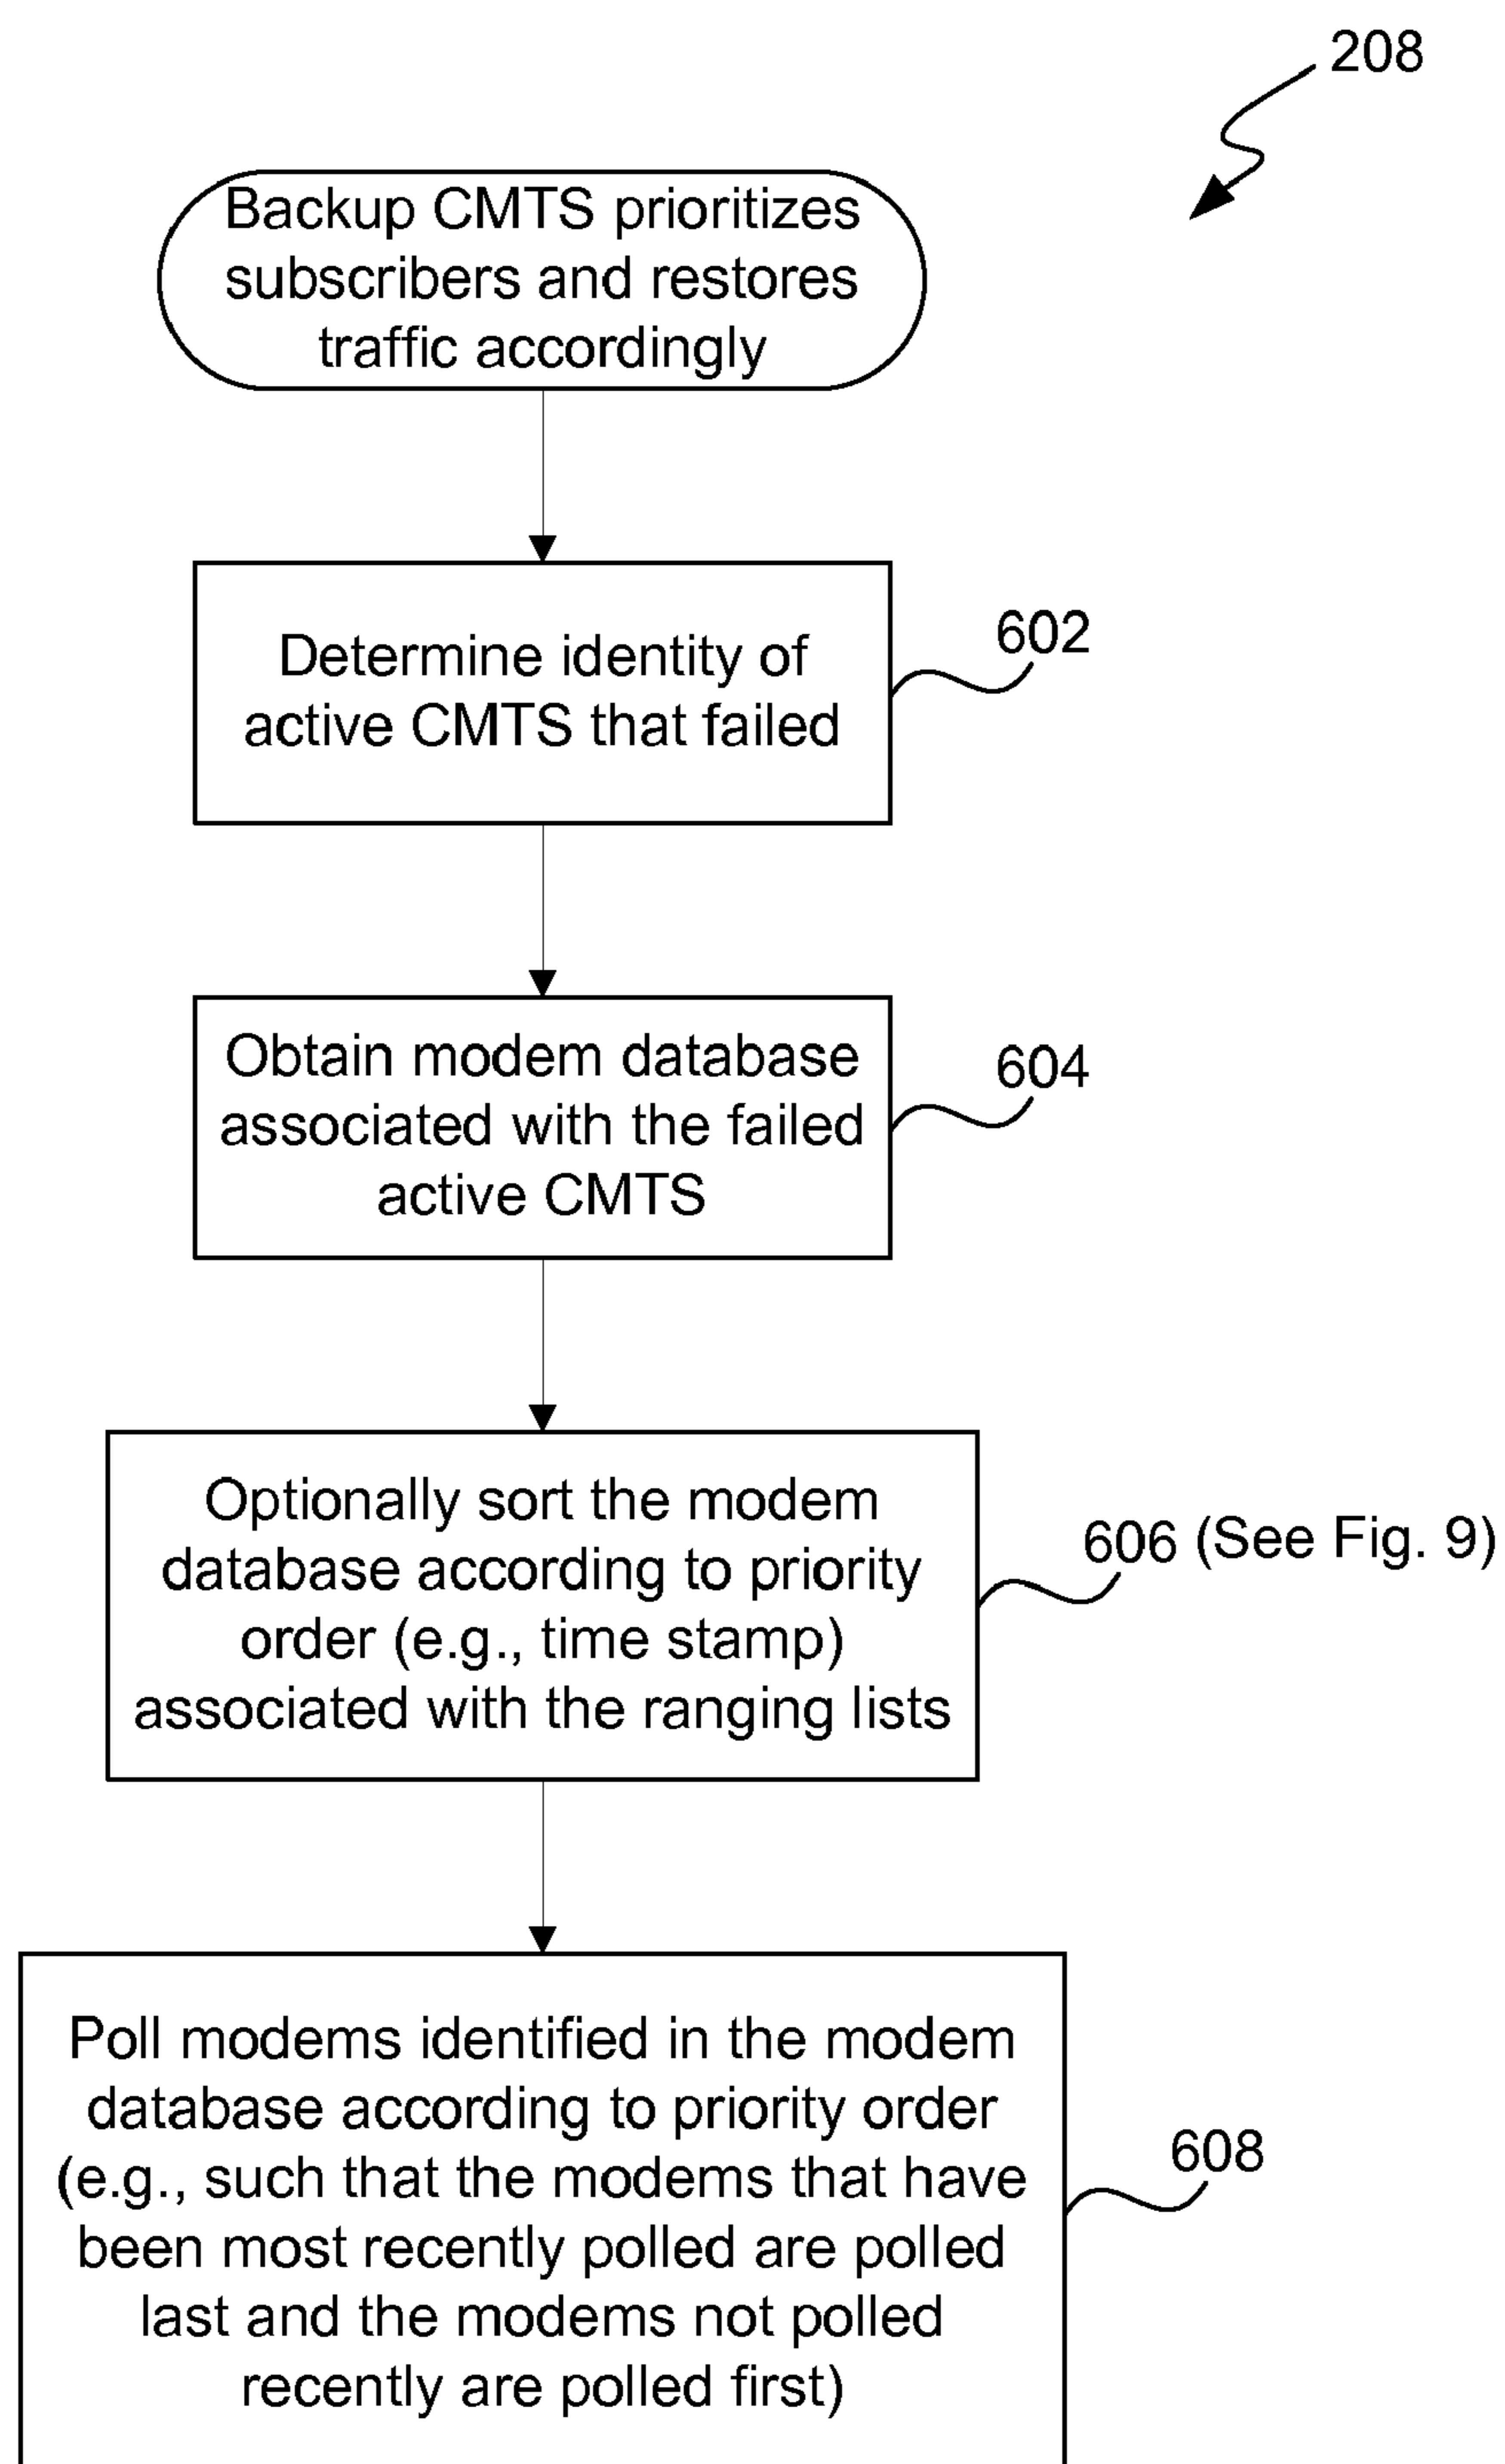 208
Backup CMTS prioritizes
subscribers and restores
traffic accordingly
Determine identity of
active CMTS that failed
602
Obtain modem database
associated with the failed
active CMTS
604
Optionally sort the modem
database according to priority
order (e.g., time stamp)
associated with the ranging lists
606 (See Fig. 9)
Poll modems identified in the modem
database according to priority order
(e.g., such that the modems that have
been most recently polled are polled
last and the modems not polled
recently are polled first)
608